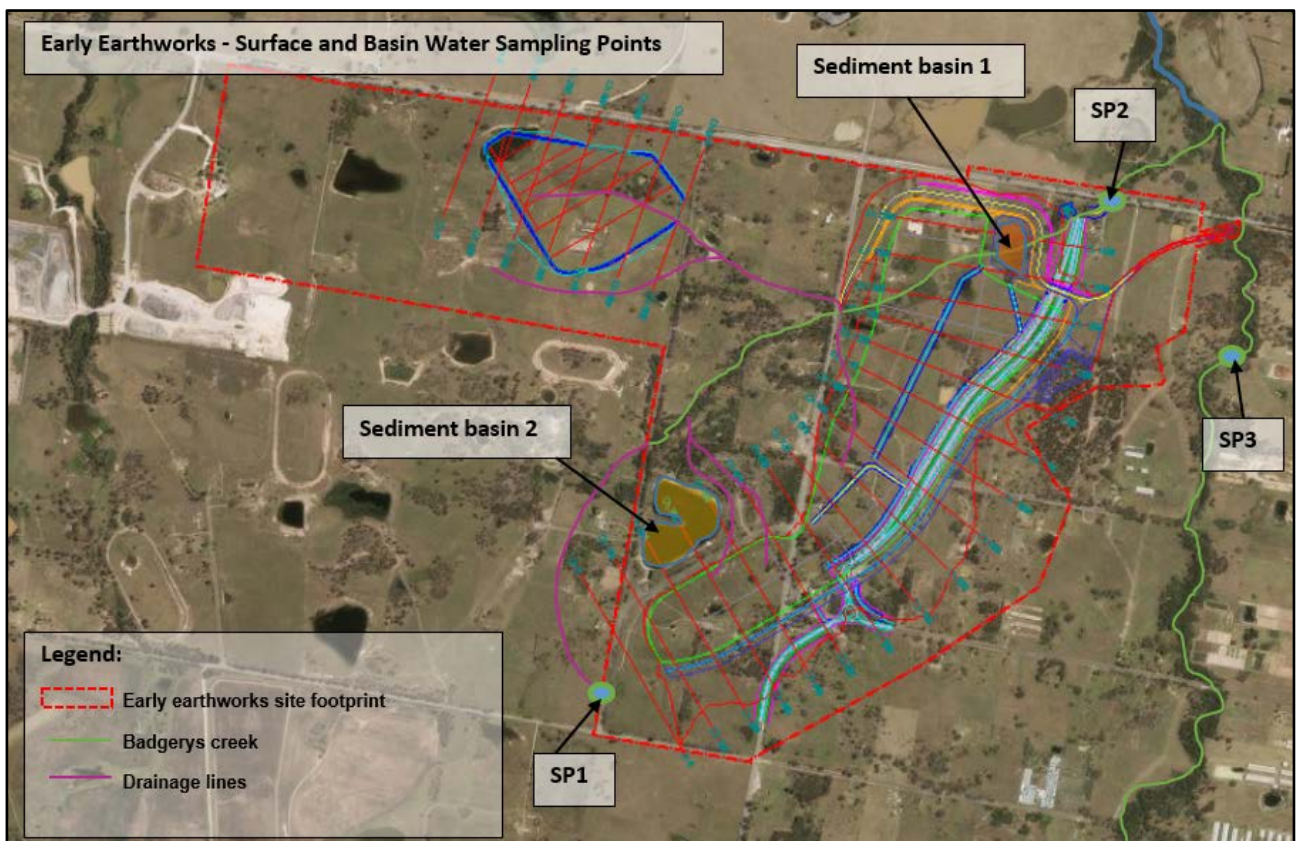 Early Earthworks - Surface and Basin Water Sampling Points
Sediment basin 1
SP2
Sediment basin 2
SP3
SP1
Legend:
Early earthworks site footprint
Badgerys creek
Drainage lines